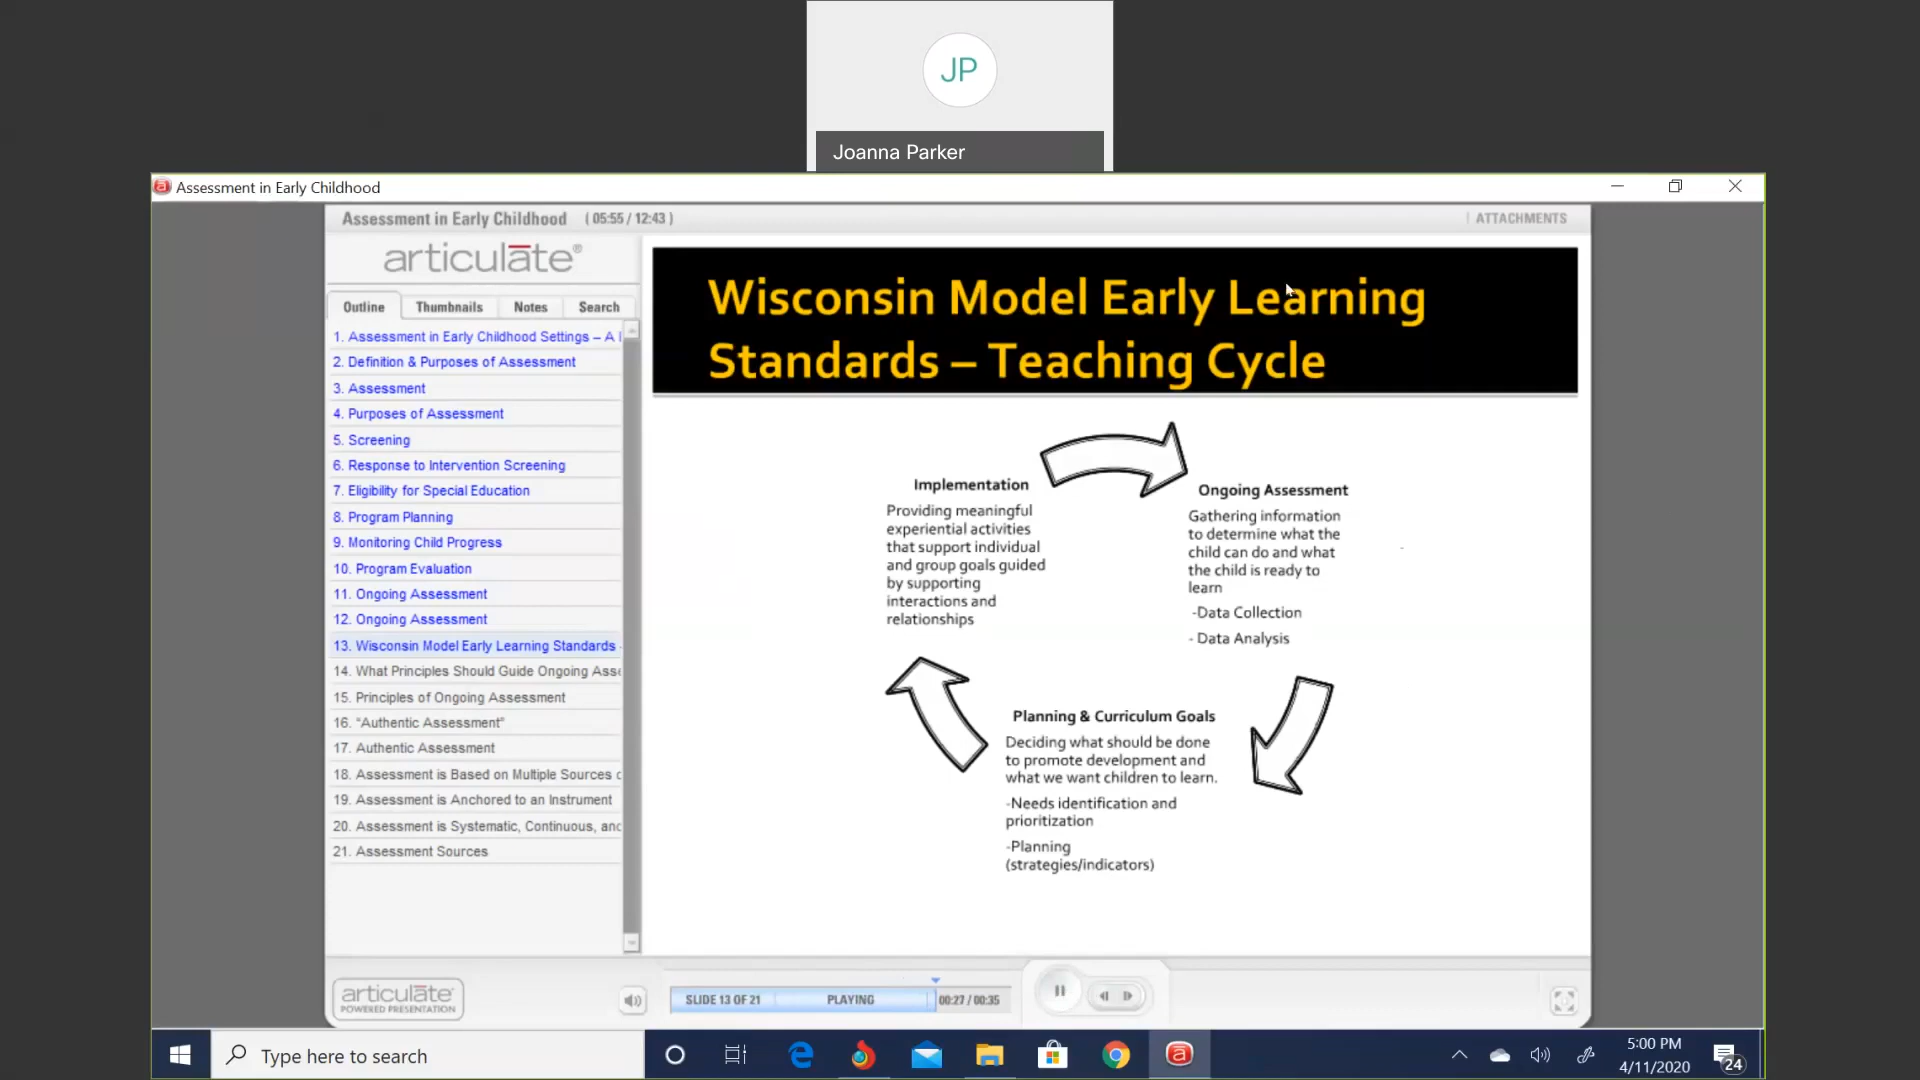 JP
Joanna Parker
Assessment in Early Childhood
Assessment in Early Childhood ( 05:55 / 12:43 )
ATTACHMENTS
articulate®
Outline Thumbnails Notes Search
1. Assessment in Early Childhood Settings – A
2. Definition & Purposes of Assessment
3. Assessment
4. Purposes of Assessment
5. Screening
6. Response to Intervention Screening
7. Eligibility for Special Education
8. Program Planning
9. Monitoring Child Progress
10. Program Evaluation
11. Ongoing Assessment
12. Ongoing Assessment
13. Wisconsin Model Early Learning Standards
14. What Principles Should Guide Ongoing Asse
15. Principles of Ongoing Assessment
16. “Authentic Assessment”
17. Authentic Assessment
18. Assessment is Based on Multiple Sources
19. Assessment is Anchored to an Instrument
20. Assessment is Systematic, Continuous, and
21. Assessment Sources
Wisconsin Model Early Learning
Standards – Teaching Cycle
Implementation
Providing meaningful
experiential activities
that support individual
and group goals guided
by supporting
interactions and
relationships
Ongoing Assessment
Gathering information
to determine what the
child can do and what
the child is ready to
learn
-Data Collection
- Data Analysis
Planning & Curriculum Goals
Deciding what should be done
to promote development and
what we want children to learn.
-Needs identification and
prioritization
-Planning
(strategies/indicators)
articulate®
POWERED PRESENTATION
SLIDE 13 OF 21 PLAYING 00:27 / 00:35
Type here to search
5:00 PM
4/11/2020
24